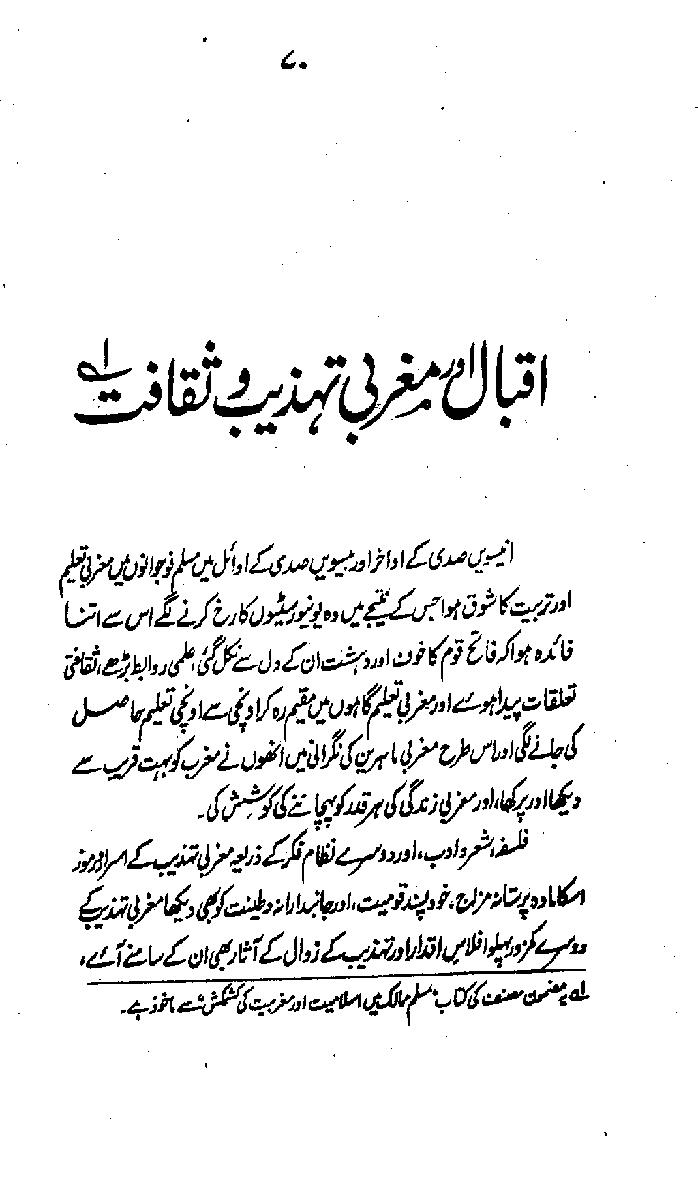 ۷۰
اقبال اور مغربی تہذیب و ثقافت لے
انیسویں صدی کے اواخر اور بیسویں صدی کے اوائل میں مسلم نوجوانوں میں مغربی تعلیم
اور تربیت کا شوق ہوا جس کے نتیجے میں وہ یونیورسٹیوں کا رخ کرنے لگے اس سے اتنا
فائدہ ہوا کہ فاتح قوم کا خون اور دہشت ان کے دل سے نکل گئی، علمی روابط بڑھے، ثقافتی
تعلقات پیدا ہوئے اور مغربی تعلیم گاہوں میں مقیم رہ کر اونچی سے اونچی تعلیم حاصل
کی جانے لگی اور اس طرح مغربی ماہرین کی نگرانی میں انھوں نے مغرب کو بہت قریب سے
دیکھا اور پرکھا، اور مغربی زندگی کی ہر قدر کو پہچاننے کی کوشش کی۔
فلسفہ، شعر و ادب، اور دوسرے نظام فکر کے ذریعہ مغربی تہذیب کے اسرار و رموز
اسکا مادہ پرستانہ مزاج، خود پسند قومیت، اور جانبدارانہ وطینت کو بھی دیکھا مغربی تہذیب کے
دوسرے کمزور پہلو افلاس اقدار اور تہذیب کے زوال کے آثار بھی ان کے سامنے آئے،
لے یہ مضمون مصنف کی کتاب "مسلم ممالک میں اسلامیت اور مغربیت کی کشمکش" سے ماخوذ ہے۔